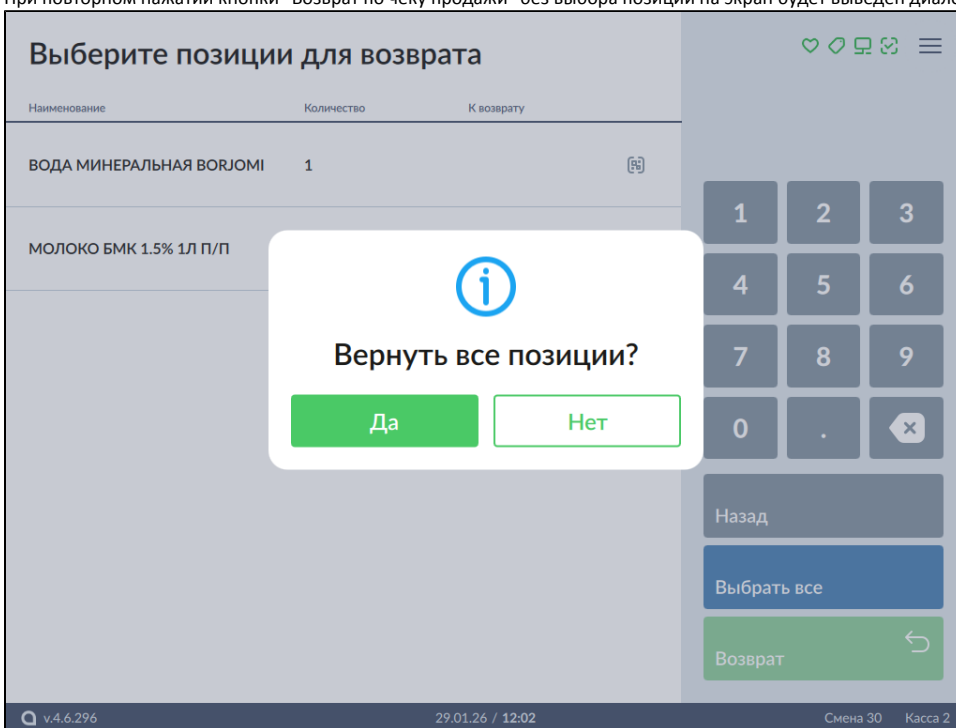 При повторном нажатии кнопки "Возврат по чеку продажи" без выбора позиций на экран будет выведен
Выберите позиции для возврата
Наименование Количество К возврату
ВОДА МИНЕРАЛЬНАЯ BORJOMI 1
МОЛОКО БМК 1.5% 1Л П/П
Вернуть все позиции?
Да Нет
1 2 3
4 5 6
7 8 9
0 .
Назад
Выбрать все
Возврат
v.4.6.296 29.01.26 / 12:02 Смена 30 Касса 2